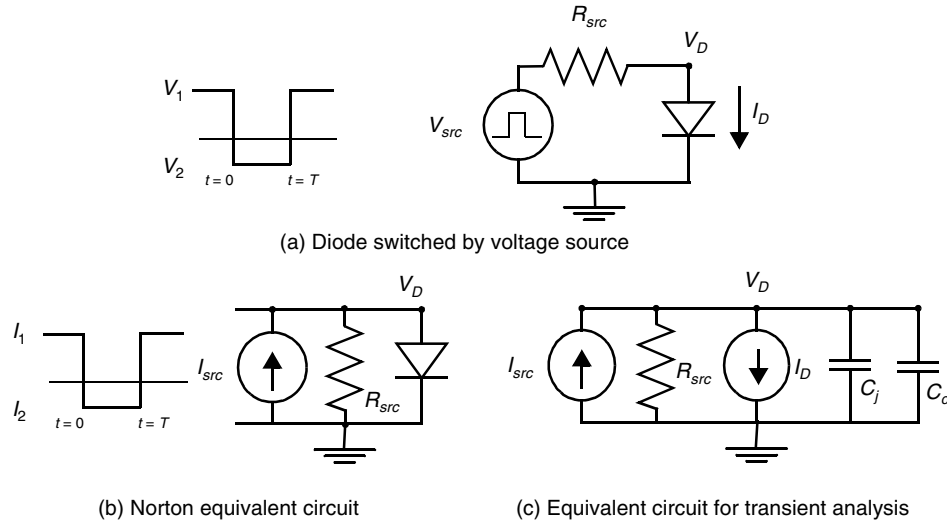 R_src
V_D
V_1
V_src
I_D
V_2
t = 0
t = T
(a) Diode switched by voltage source
V_D
V_D
I_1
I_src
R_src
I_src
R_src
I_D
C_j
C_d
I_2
t = 0
t = T
(b) Norton equivalent circuit
(c) Equivalent circuit for transient analysis